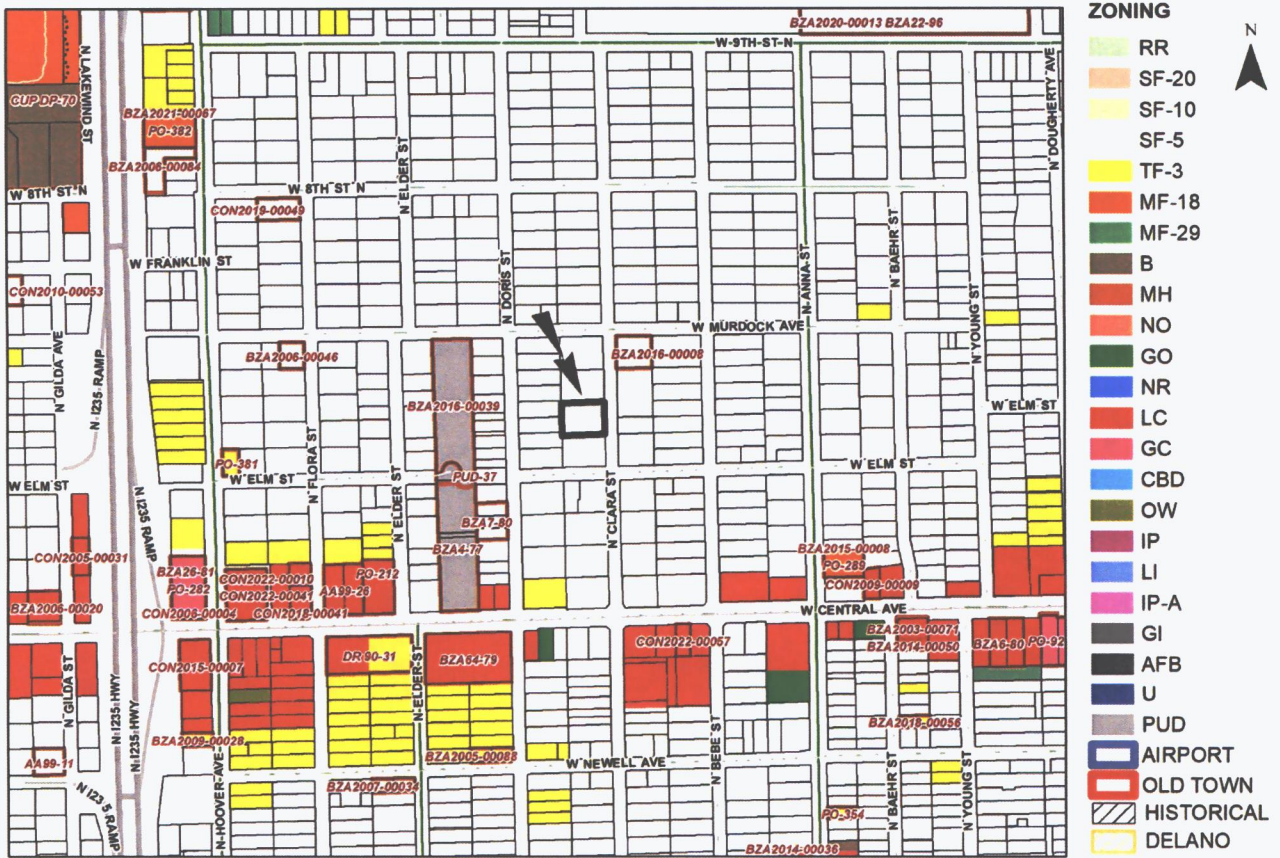 ZONING
RR
SF-20
SF-10
SF-5
TF-3
MF-18
MF-29
B
MH
NO
GO
NR
LC
GC
CBD
OW
IP
LI
IP-A
GI
AFB
U
PUD
AIRPORT
OLD TOWN
HISTORICAL
DELANO
N
BZA2020-00013 BZA22-96
W 9TH ST N
N LAKEWIND ST
CUP DP-70
BZA2021-00067
PO-382
BZA2006-00084
N ELDER ST
N DOUGHERTY AVE
W 8TH ST N
W 8TH ST N
CON2019-00049
N BAEHR ST
W FRANKLIN ST
N DORIS ST
N ANNA ST
CON2010-00053
N YOUNG ST
W MURDOCK AVE
N GILDA AVE
N I235 RAMP
BZA2006-00046
BZA2016-00008
BZA2016-00039
W ELM ST
N FLORA ST
PO-381
W ELM ST
W ELM ST
W ELM ST
PUD-37
N ELDER ST
N CLARA ST
N I235 RAMP
BZA7-80
CON2005-00031
BZA4-77
BZA26-81
PO-282
CON2022-00010
CON2022-00041
PO-212
AA99-26
BZA2015-00008
PO-289
CON2009-00009
BZA2006-00020
CON2006-00004
CON2018-00041
W CENTRAL AVE
CON2015-00007
DR 90-31
BZA64-79
CON2022-00057
BZA2003-00071
BZA2014-00050
BZA6-80
PO-92
N GILDA ST
N I235 HWY
N I235 HWY
N ELDER ST
BZA2018-00056
BZA2009-00028
BZA2005-00088
W NEWELL AVE
N BEBE ST
AA99-11
BZA2007-00034
N HOOVER AVE
N I235 RAMP
N BAEHR ST
N YOUNG ST
PO-354
BZA2014-00036